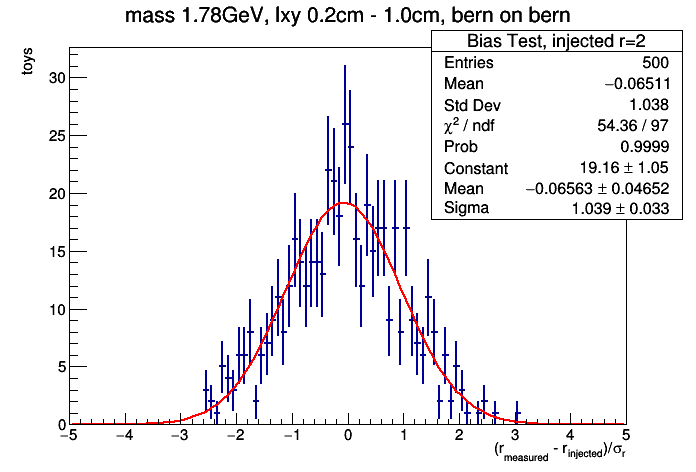 mass 1.78GeV, lxy 0.2cm - 1.0cm, bern on bern
toys
Bias Test, injected r=2
Entries 500
Mean −0.06511
Std Dev 1.038
χ² / ndf 54.36 / 97
Prob 0.9999
Constant 19.16 ± 1.05
Mean −0.06563 ± 0.04652
Sigma 1.039 ± 0.033
30
25
20
15
10
5
0
−5 −4 −3 −2 −1 0 1 2 3 4 5
(r_measured - r_injected)/σ_r